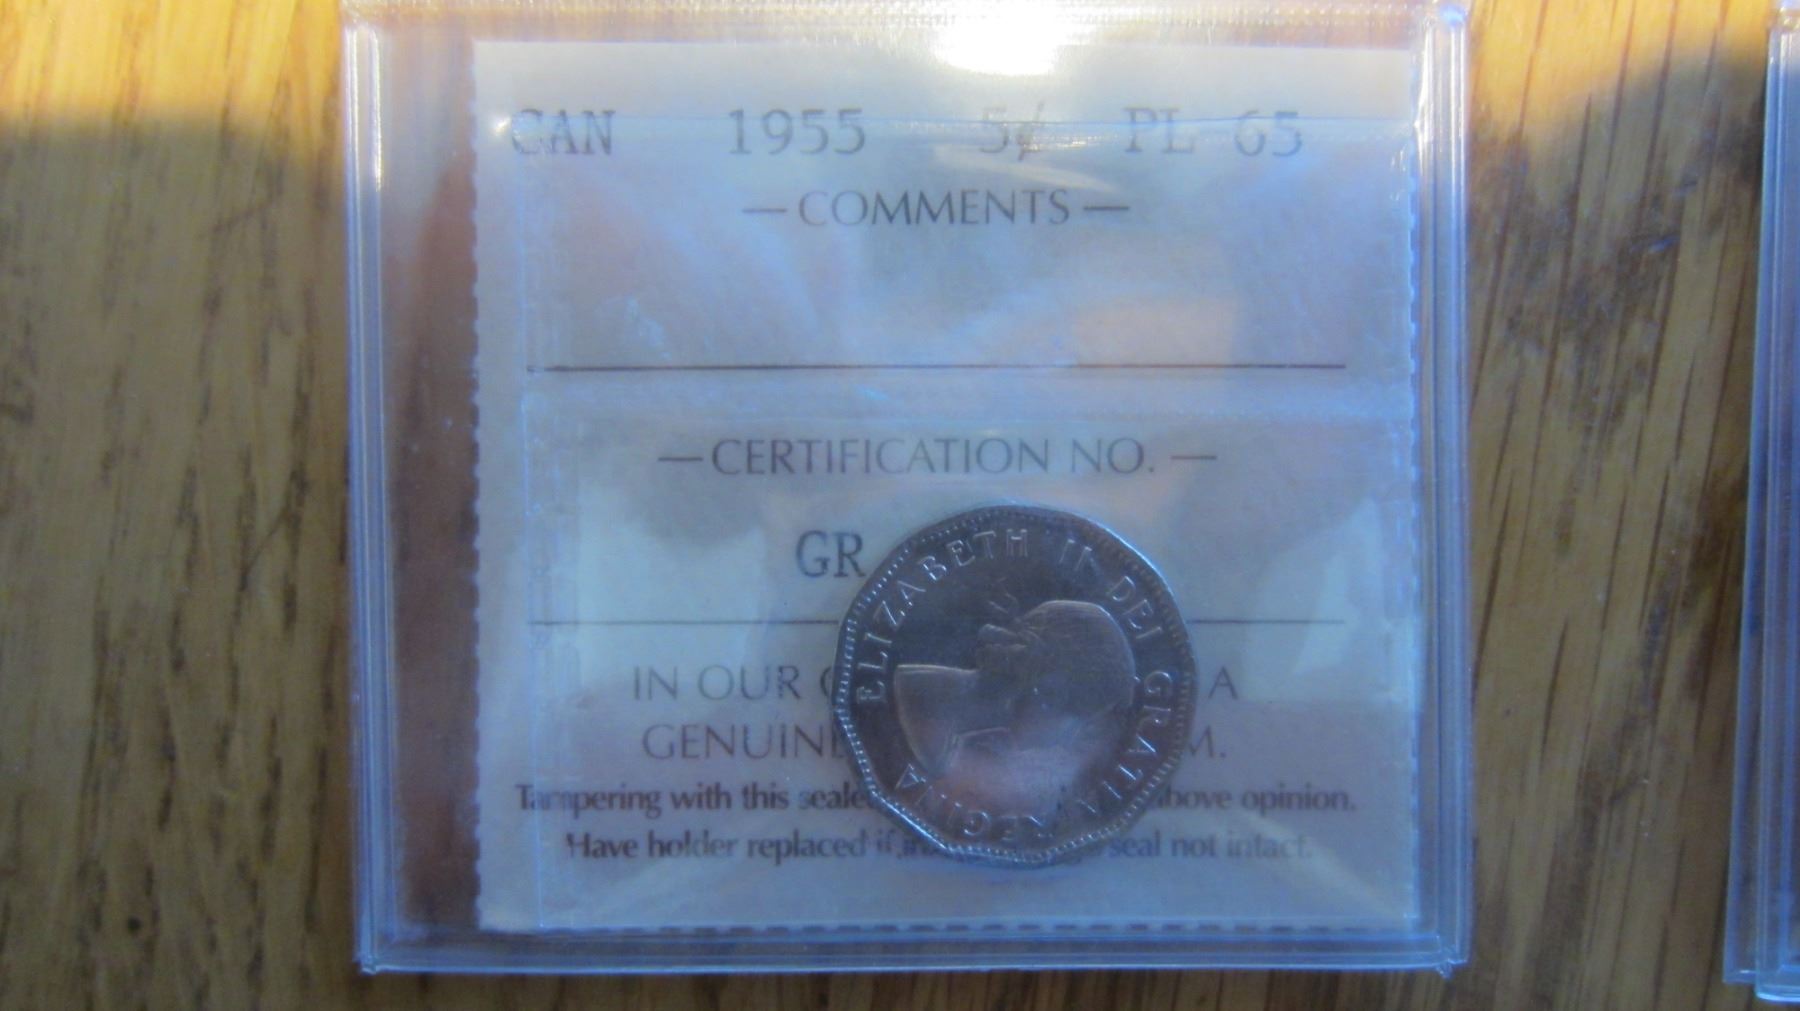 CAN 1955 5¢ PL-65
— COMMENTS —
— CERTIFICATION NO. —
GR
IN OUR A
GENUINE M.
Tampering with this sealed above opinion.
Have holder replaced if seal not intact.
ELIZABETH II DEI GRATIA REGINA